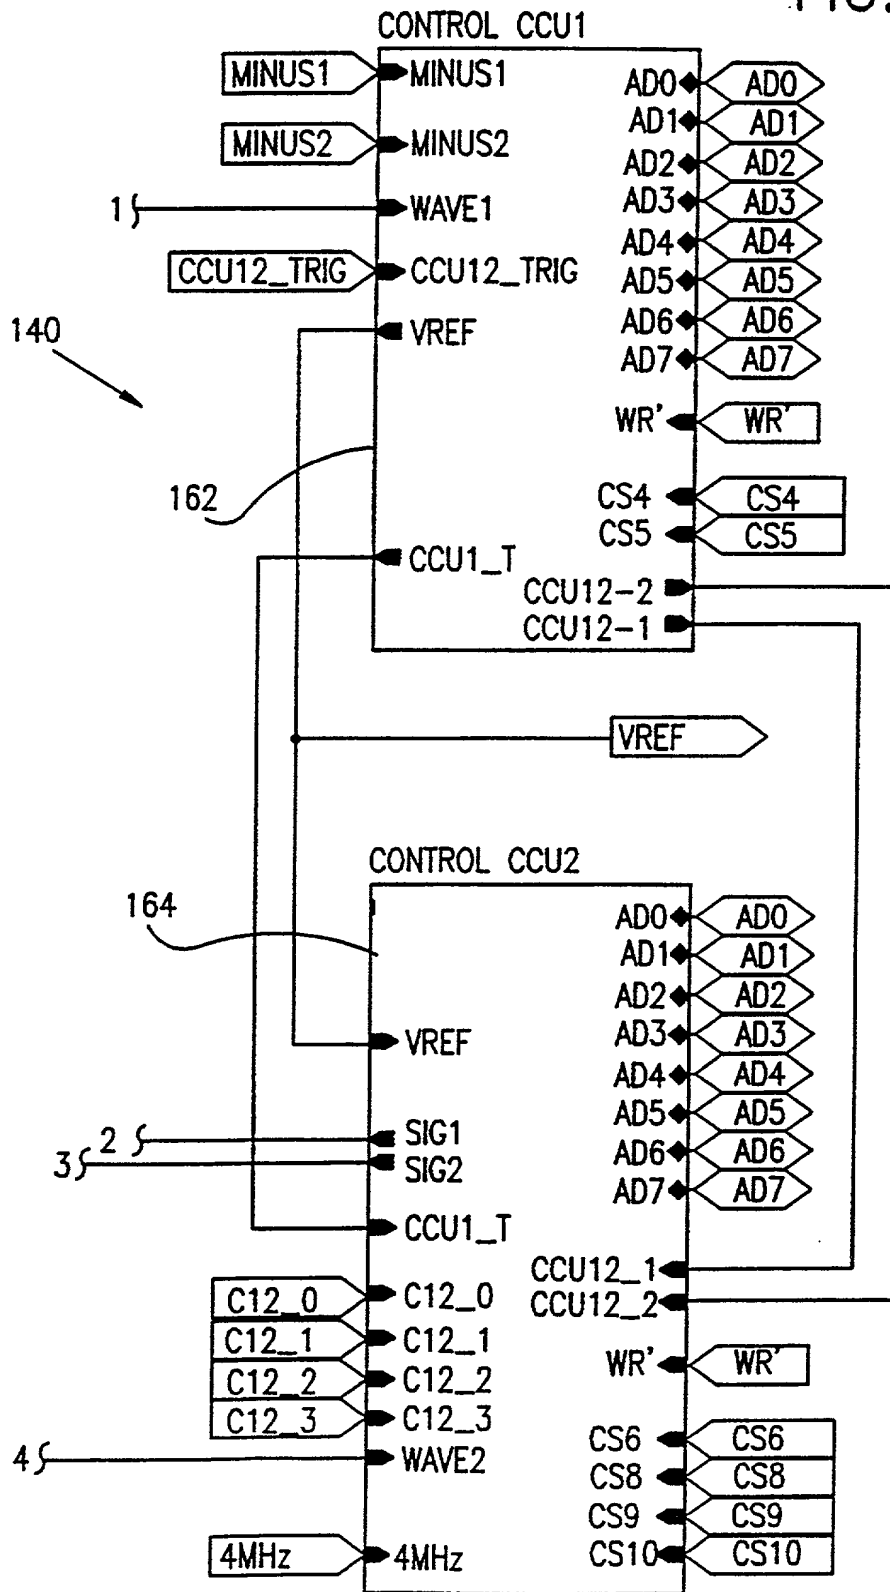 FIG.
CONTROL CCU1
MINUS1 MINUS1 AD0 AD0
AD1 AD1
MINUS2 MINUS2 AD2 AD2
1 WAVE1 AD3 AD3
AD4 AD4
CCU12_TRIG CCU12_TRIG AD5 AD5
140 VREF AD6 AD6
AD7 AD7
WR' WR'
162 CS4 CS4
CS5 CS5
CCU1_T
CCU12-2
CCU12-1
VREF
CONTROL CCU2
164 AD0 AD0
AD1 AD1
AD2 AD2
VREF AD3 AD3
AD4 AD4
2 SIG1 AD5 AD5
3 SIG2 AD6 AD6
AD7 AD7
CCU1_T
CCU12_1
C12_0 C12_0 CCU12_2
C12_1 C12_1
C12_2 C12_2 WR' WR'
C12_3 C12_3
4 WAVE2 CS6 CS6
CS8 CS8
CS9 CS9
4MHz 4MHz CS10 CS10